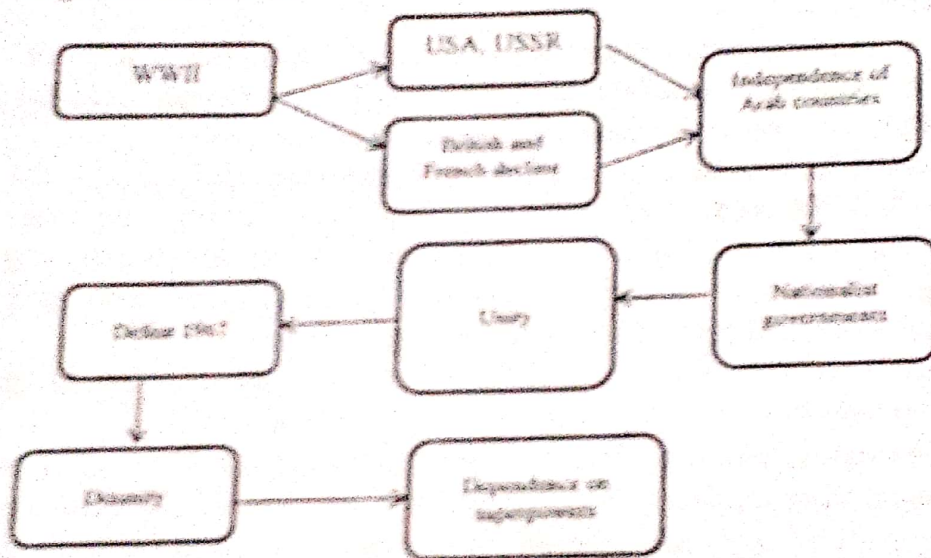 WWII
USA, USSR
British and
French decline
Independence of
Arab countries
Nationalist
governments
Unity
1967
Disunity
Dependence on
superpowers